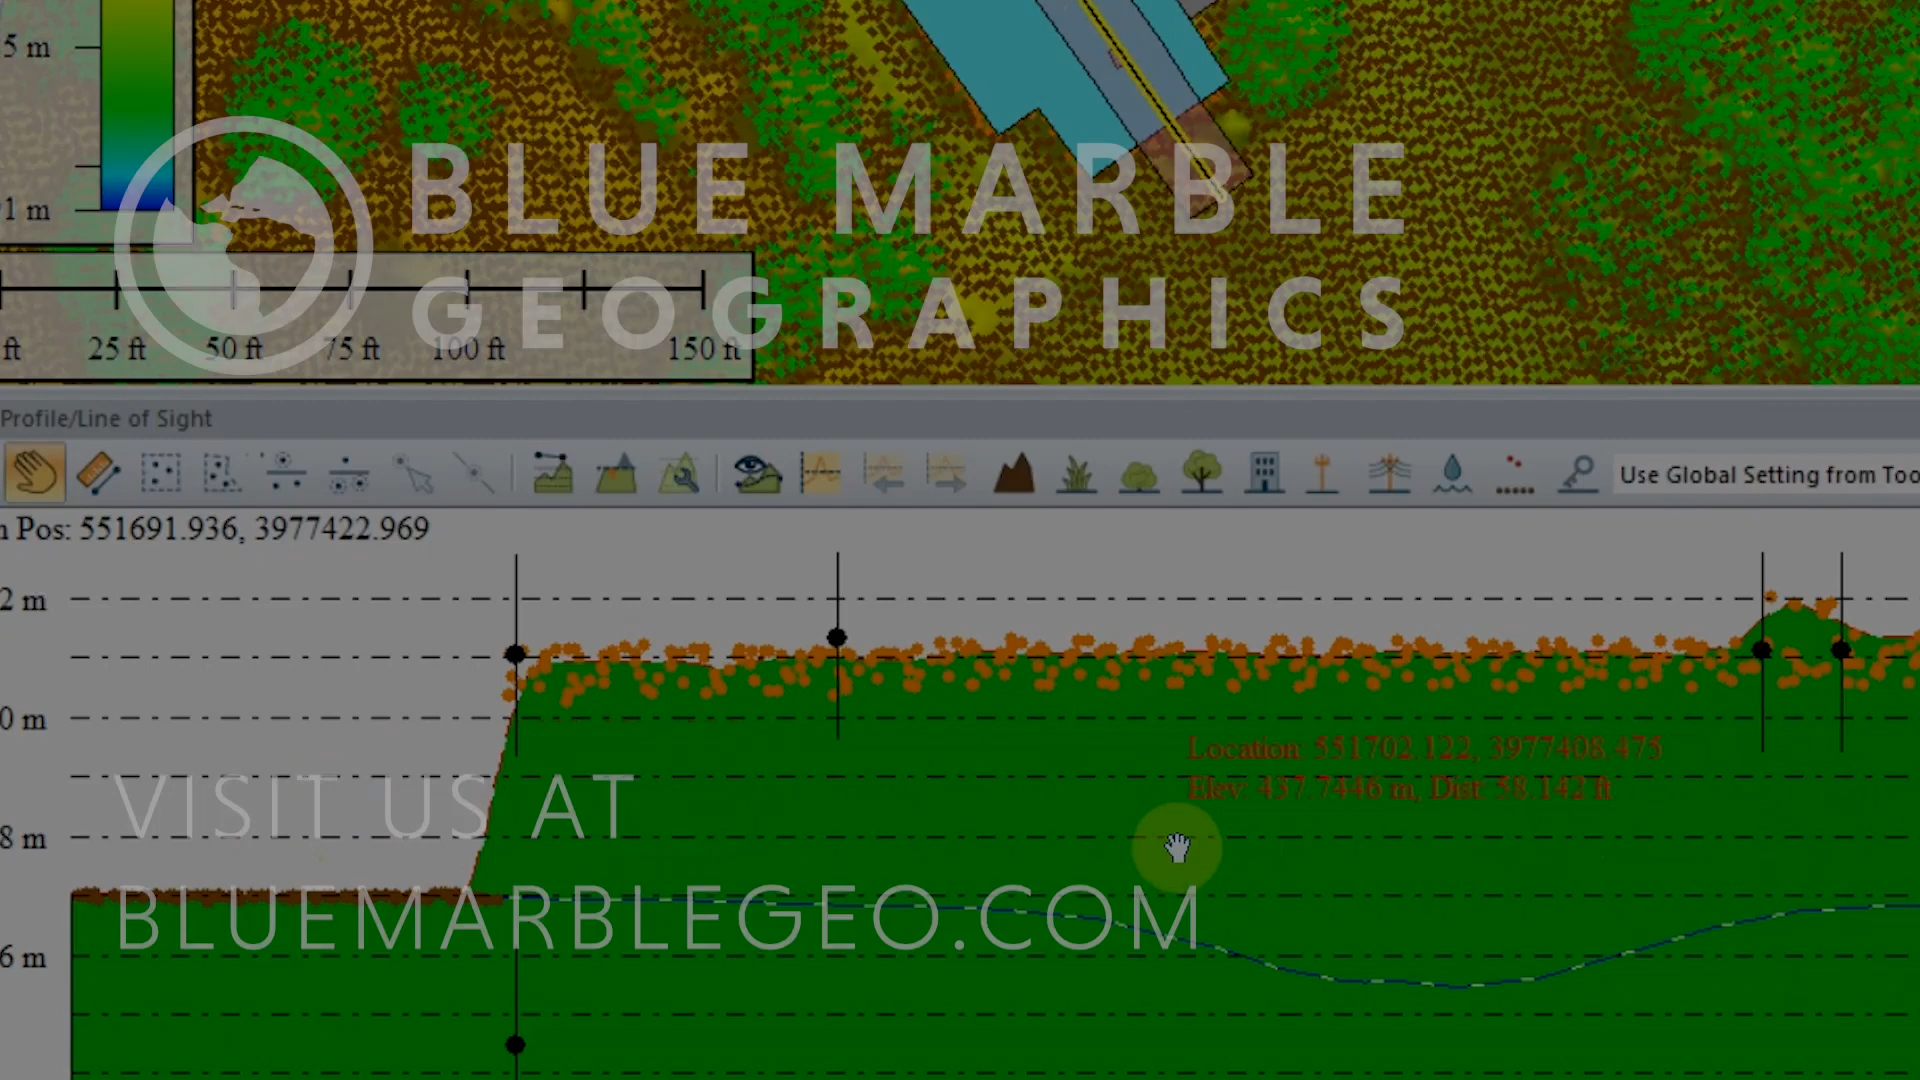 5 m
BLUE MARBLE
GEOGRAPHICS
1 m
ft 25 ft 50 ft 75 ft 100 ft 150 ft
Profile/Line of Sight
Use Global Setting from Too
Pos: 551691.936, 3977422.969
2 m
0 m
Location: 551702.122, 3977408.475
Elev: 437.7446 m, Dist: 58.142 ft
VISIT US AT
8 m
BLUEMARBLEGEO.COM
6 m